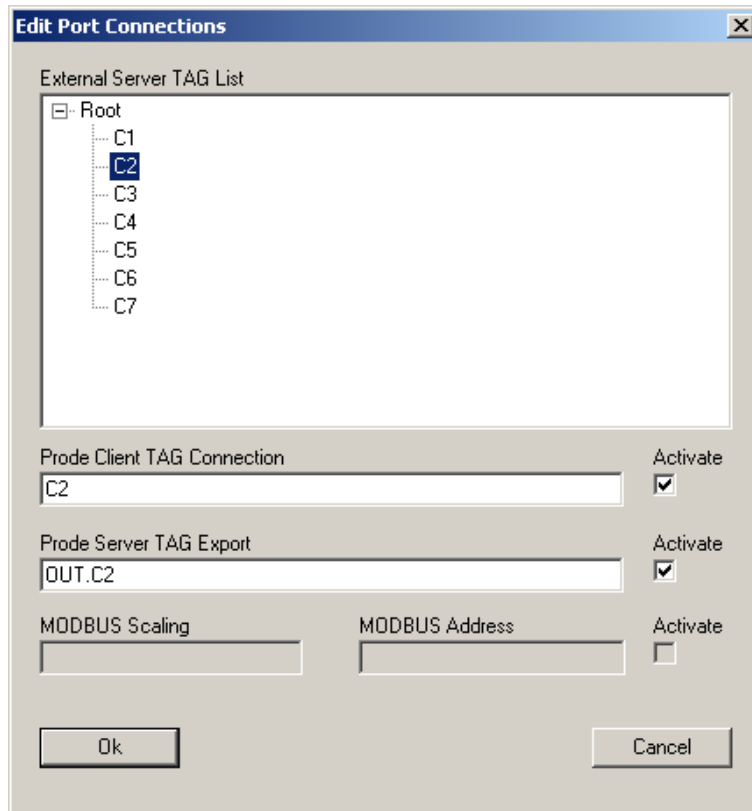 Edit Port Connections
External Server TAG List
Root
C1
C2
C3
C4
C5
C6
C7
Prode Client TAG Connection Activate
C2
Prode Server TAG Export Activate
OUT.C2
MODBUS Scaling MODBUS Address Activate
Ok Cancel